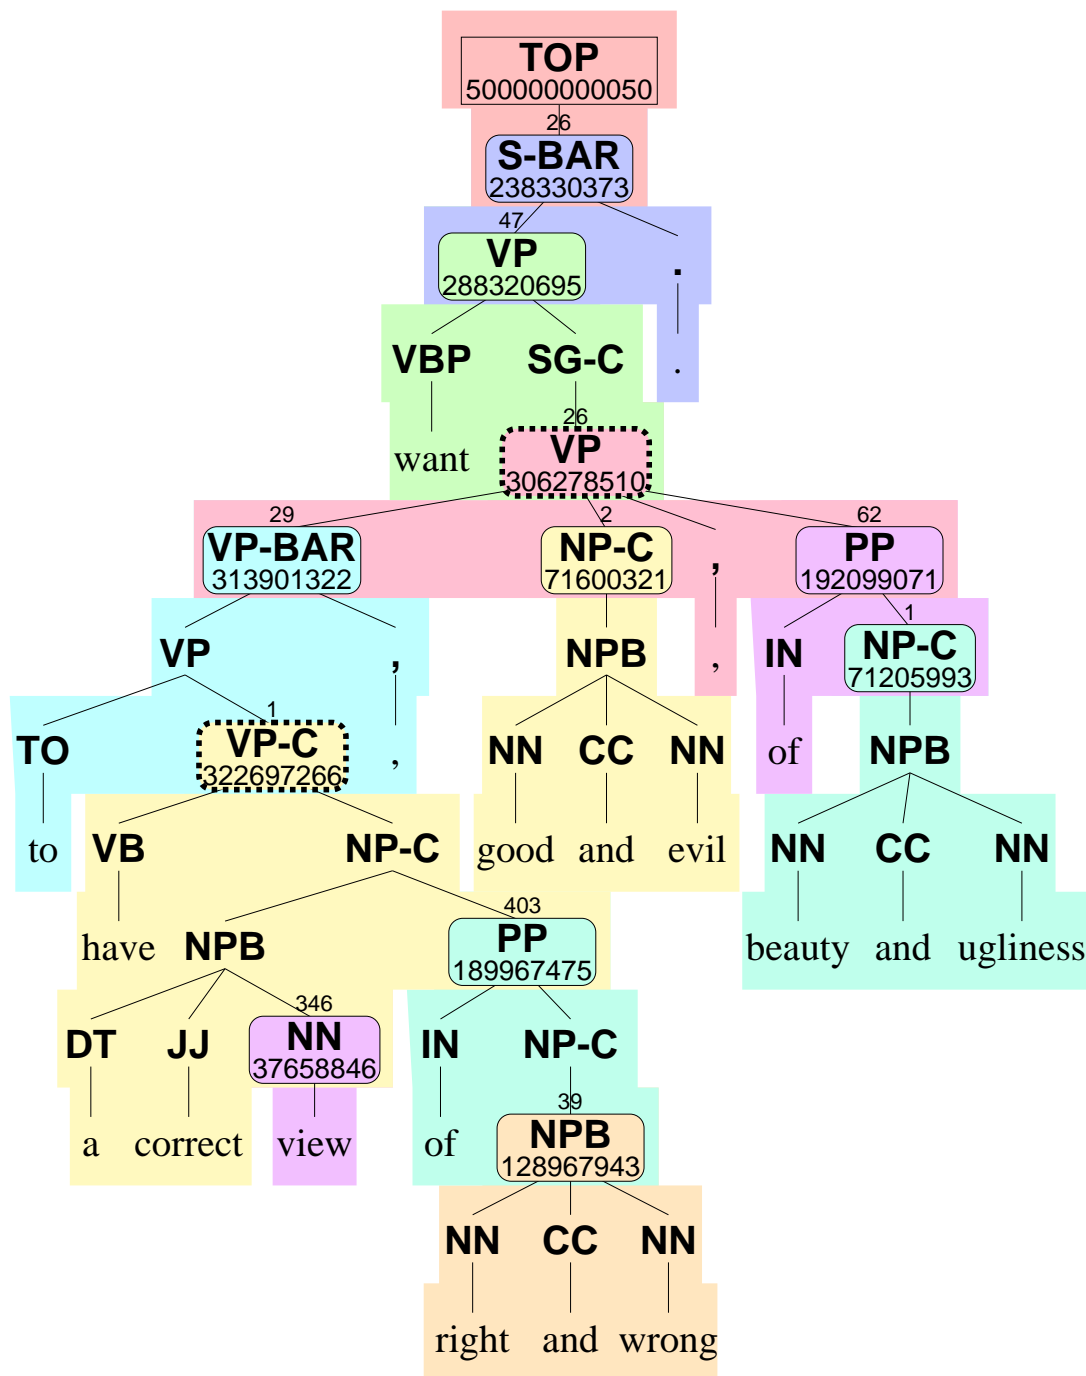 TOP
500000000050
26
S-BAR
238330373
47
VP .
288320695
VBP SG-C .
26
want VP
306278510
29 2 62
VP-BAR NP-C , PP
313901322 71600321 192099071
1
VP , NPB , IN NP-C
71205993
1
TO VP-C , NN CC NN of NPB
322697266
to VB NP-C good and evil NN CC NN
403
have NPB PP beauty and ugliness
189967475
346
DT JJ NN IN NP-C
37658846
39
a correct view of NPB
128967943
NN CC NN
right and wrong